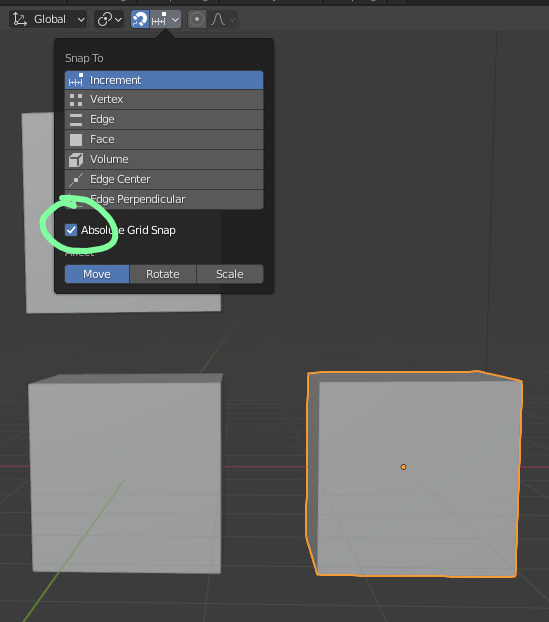 Global
Snap To
Increment
Vertex
Edge
Face
Volume
Edge Center
Edge Perpendicular
Absolute Grid Snap
Affect
Move Rotate Scale